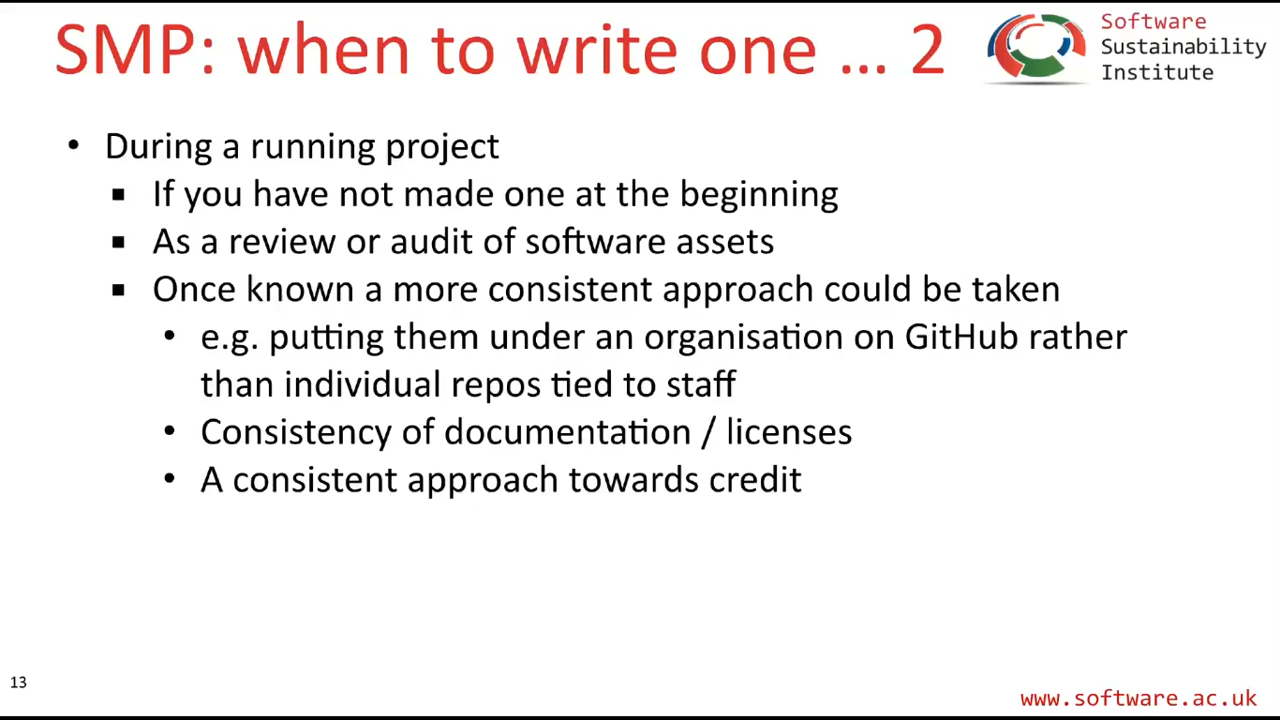 SMP: when to write one ... 2
Software
Sustainability
Institute
• During a running project
▪ If you have not made one at the beginning
▪ As a review or audit of software assets
▪ Once known a more consistent approach could be taken
• e.g. putting them under an organisation on GitHub rather
than individual repos tied to staff
• Consistency of documentation / licenses
• A consistent approach towards credit
13
www.software.ac.uk